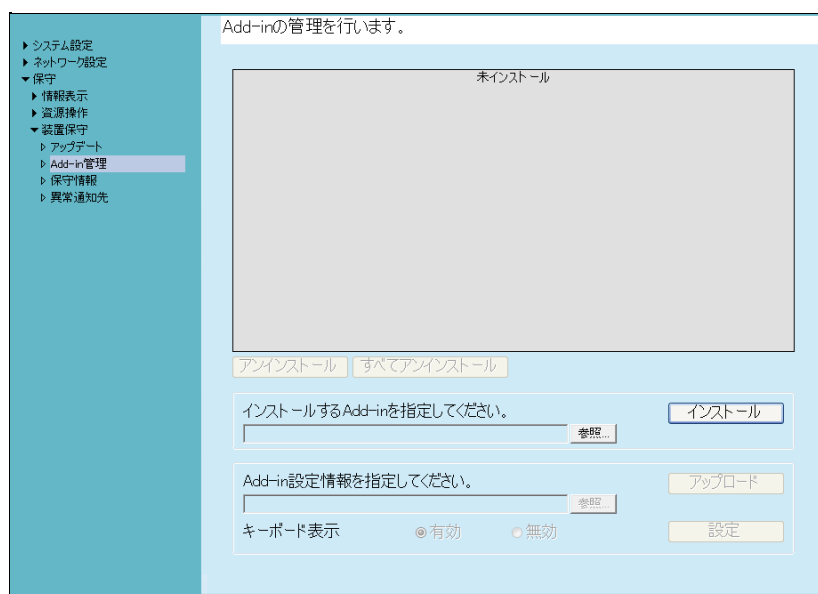 Add-inの管理を行います。
システム設定
ネットワーク設定
保守
情報表示
資源操作
装置保守
アップデート
Add-in管理
保守情報
異常通知先
未インストール
アンインストール すべてアンインストール
インストールするAdd-inを指定してください。 インストール
参照...
Add-in設定情報を指定してください。 アップロード
参照...
キーボード表示 有効 無効 設定